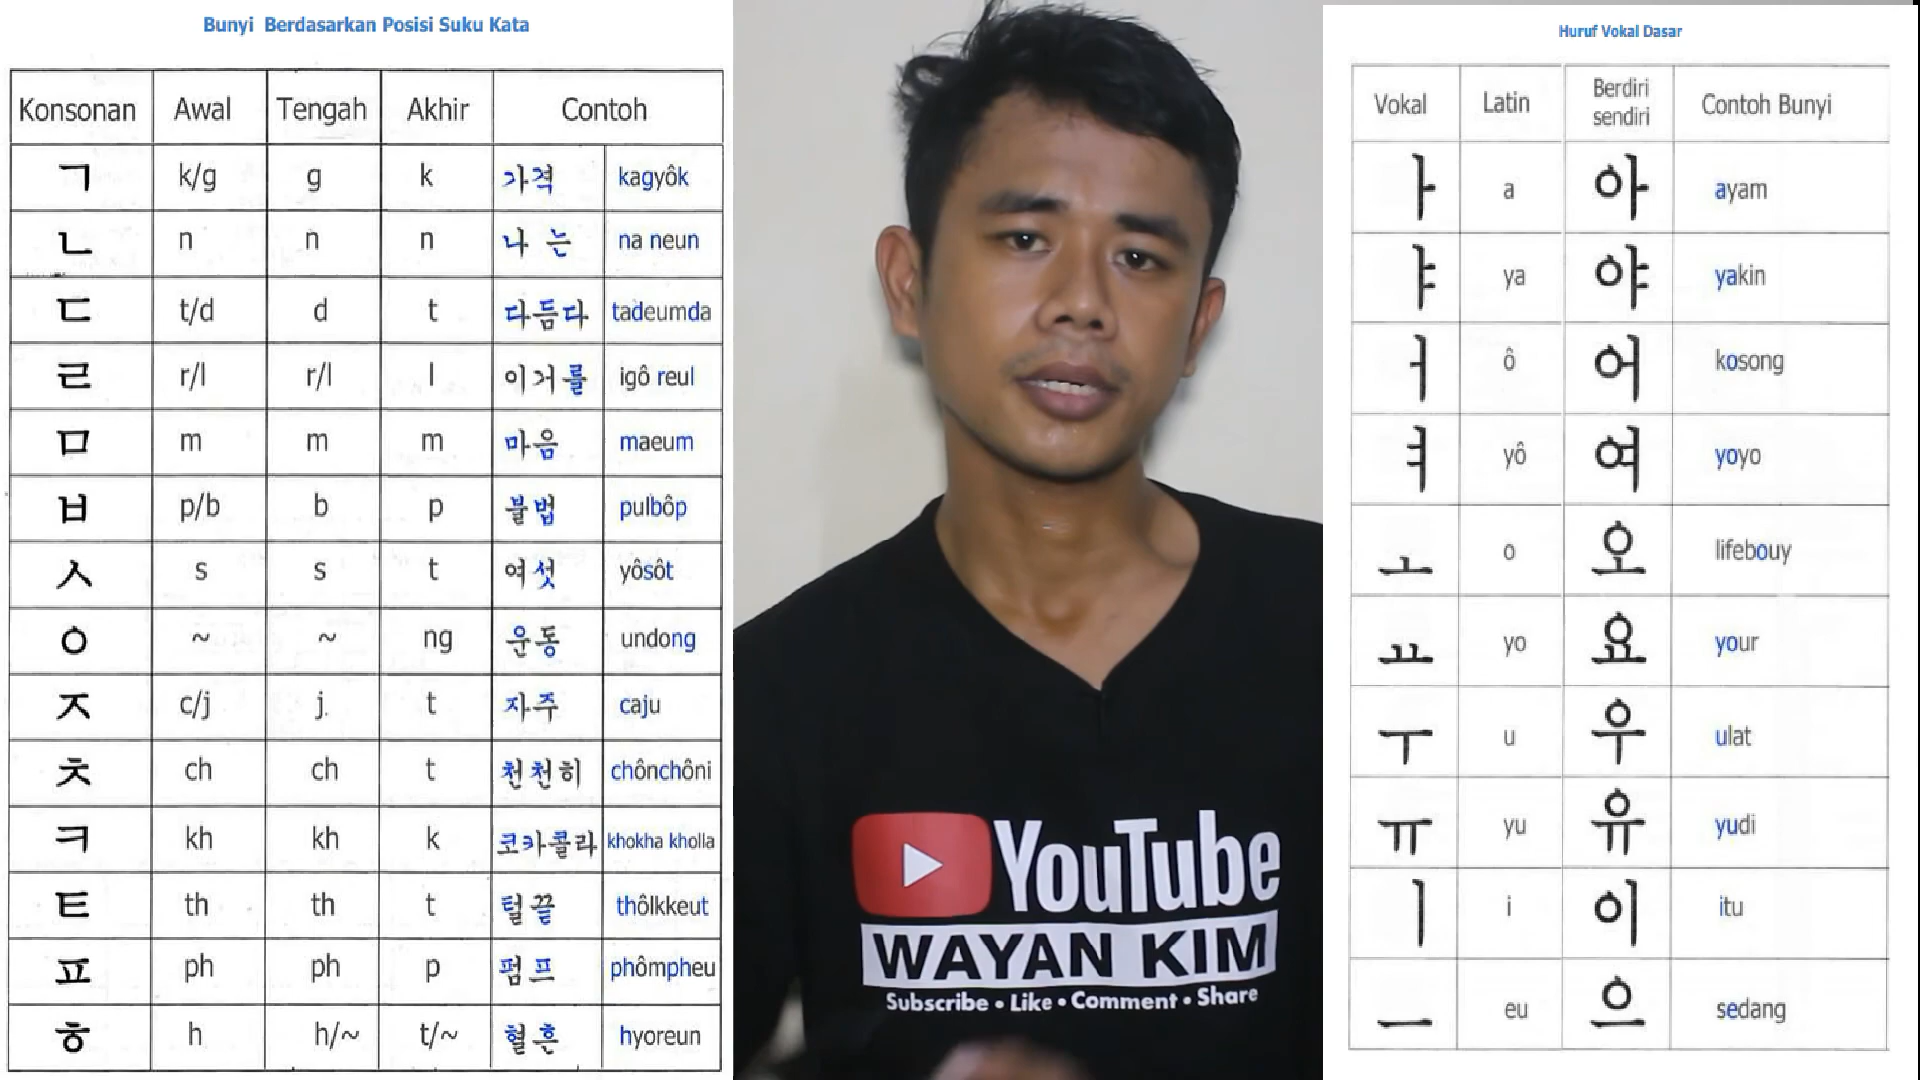 Bunyi Berdasarkan Posisi Suku Kata
Konsonan Awal Tengah Akhir Contoh
ㄱ k/g g k 가격 kagyôk
ㄴ n n n 나 는 na neun
ㄷ t/d d t 다듬다 tadeumda
ㄹ r/l r/l l 이거를 igô reul
ㅁ m m m 마음 maeum
ㅂ p/b b p 불법 pulbôp
ㅅ s s t 여섯 yôsôt
ㅇ ~ ~ ng 운동 undong
ㅈ c/j j t 자주 caju
ㅊ ch ch t 천천히 chônchôni
ㅋ kh kh k 코카콜라 khokha kholla
ㅌ th th t 털끝 thôlkkeut
ㅍ ph ph p 펌프 phômpheu
ㅎ h h/~ t/~ 혈흔 hyoreun
YouTube
WAYAN KIM
Subscribe • Like • Comment • Share
Huruf Vokal Dasar
Vokal Latin Berdiri sendiri Contoh Bunyi
ㅏ a 아 ayam
ㅑ ya 야 yakin
ㅓ ô 어 kosong
ㅕ yô 여 yoyo
ㅗ o 오 lifebouy
ㅛ yo 요 your
ㅜ u 우 ulat
ㅠ yu 유 yudi
ㅣ i 이 itu
ㅡ eu 으 sedang